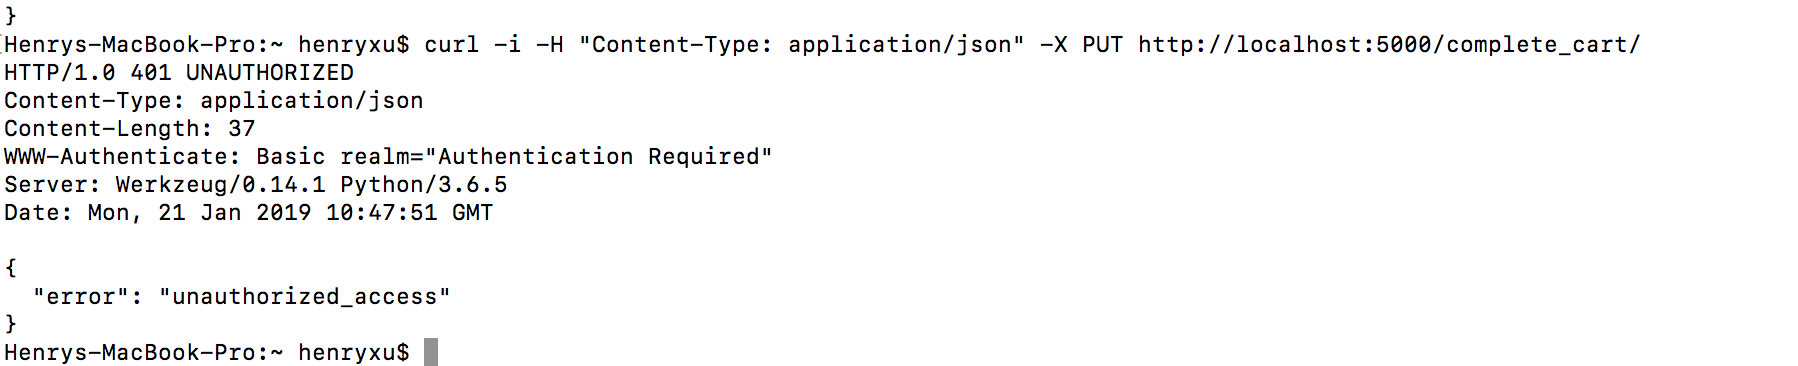 }
Henrys-MacBook-Pro:~ henryxu$ curl -i -H "Content-Type: application/json" -X PUT http://localhost:5000/complete_cart/
HTTP/1.0 401 UNAUTHORIZED
Content-Type: application/json
Content-Length: 37
WWW-Authenticate: Basic realm="Authentication Required"
Server: Werkzeug/0.14.1 Python/3.6.5
Date: Mon, 21 Jan 2019 10:47:51 GMT

{
  "error": "unauthorized_access"
}
Henrys-MacBook-Pro:~ henryxu$